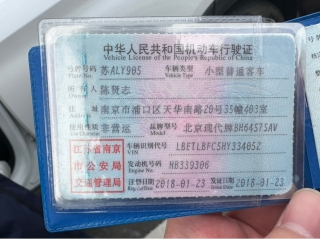 中华人民共和国机动车行驶证
Vehicle License of the People's Republic of China
号牌号码 苏ALY905 车辆类型 小型普通客车
Plate No. Vehicle Type
所有人 陈贤志
Owner
住址 南京市浦口区天华南路20号35幢403室
Address
使用性质 非营运 品牌型号 北京现代牌BH6457SAV
Use Character Model
江苏省南京
市公安局
交通管理局
车辆识别代号 LBETLBFC5HY334052
VIN
发动机号码 HB339306
Engine No.
注册日期 2018-01-23 发证日期 2018-01-23
Register Date Issue Date